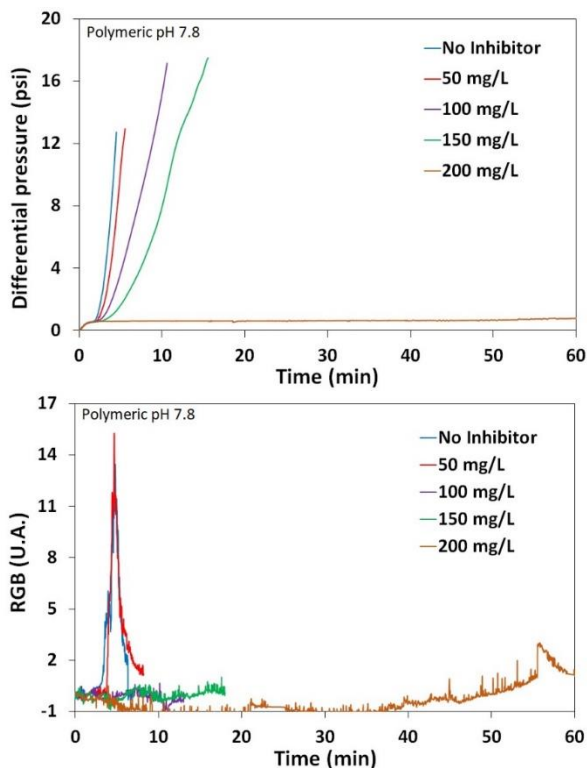 Polymeric pH 7.8
Differential pressure (psi)
20
16
12
8
4
0
No Inhibitor
50 mg/L
100 mg/L
150 mg/L
200 mg/L
0 10 20 30 40 50 60
Time (min)
Polymeric pH 7.8
RGB (U.A.)
17
14
11
8
5
2
-1
No Inhibitor
50 mg/L
100 mg/L
150 mg/L
200 mg/L
0 10 20 30 40 50 60
Time (min)